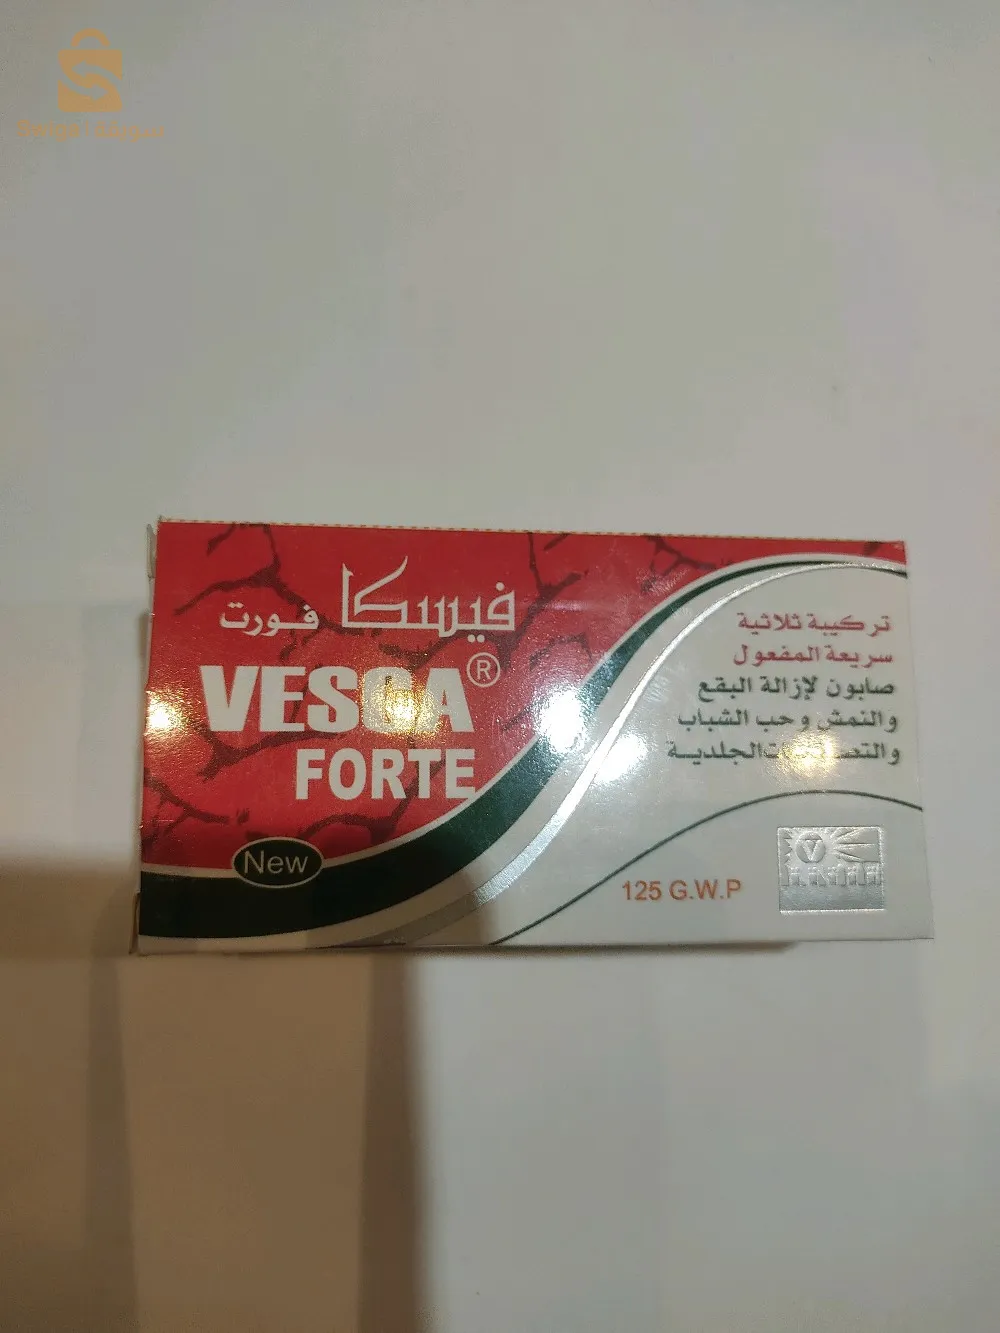 فيسكا فورت
VESCA®
FORTE
New
تركيبة ثلاثية
سريعة المفعول
صابون لإزالة البقع
والنمش وحب الشباب
الجلدية
125 G.W.P
V